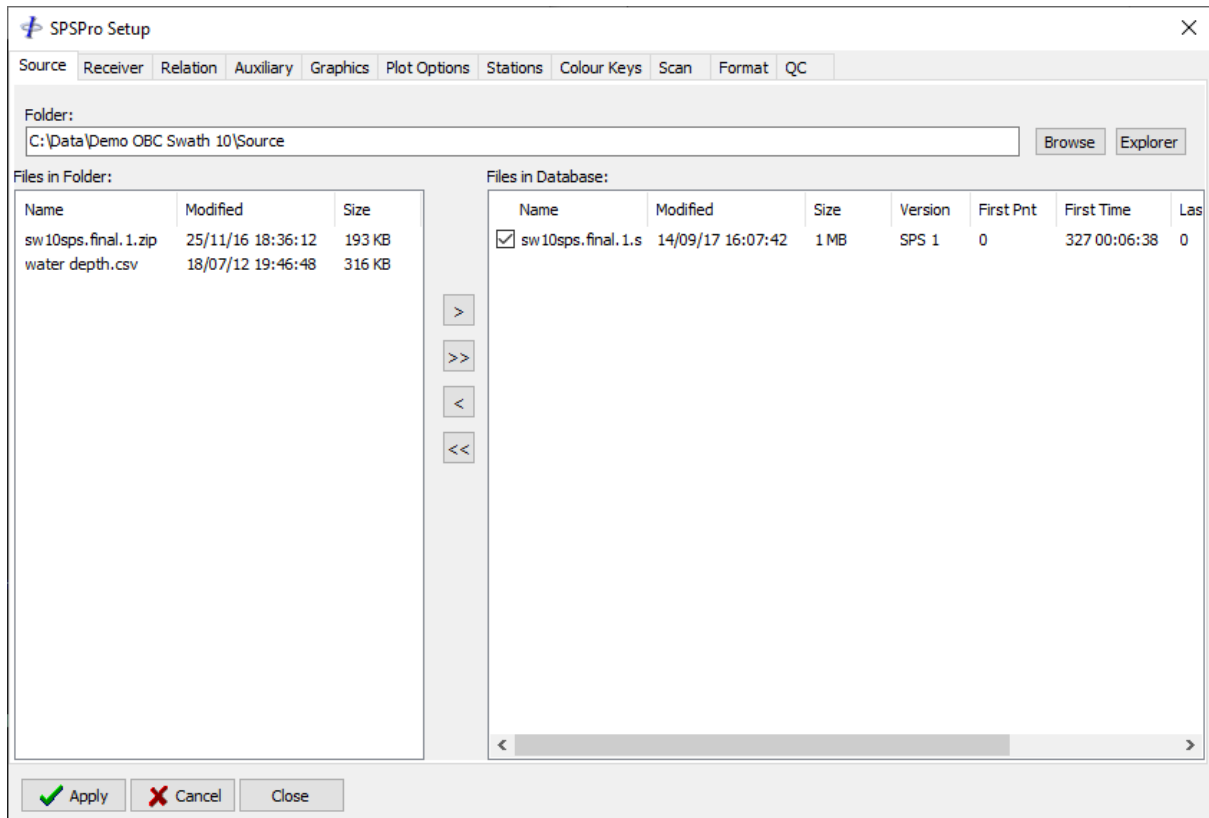 SPSPro Setup
Source Receiver Relation Auxiliary Graphics Plot Options Stations Colour Keys Scan Format QC
Folder:
C:\Data\Demo OBC Swath 10\Source Browse Explorer
Files in Folder: Files in Database:
Name Modified Size Name Modified Size Version First Pnt First Time Las
sw10sps.final.1.zip 25/11/16 18:36:12 193 KB sw10sps.final.1.s 14/09/17 16:07:42 1 MB SPS 1 0 327 00:06:38 0
water depth.csv 18/07/12 19:46:48 316 KB
>
>>
<
<<
Apply Cancel Close